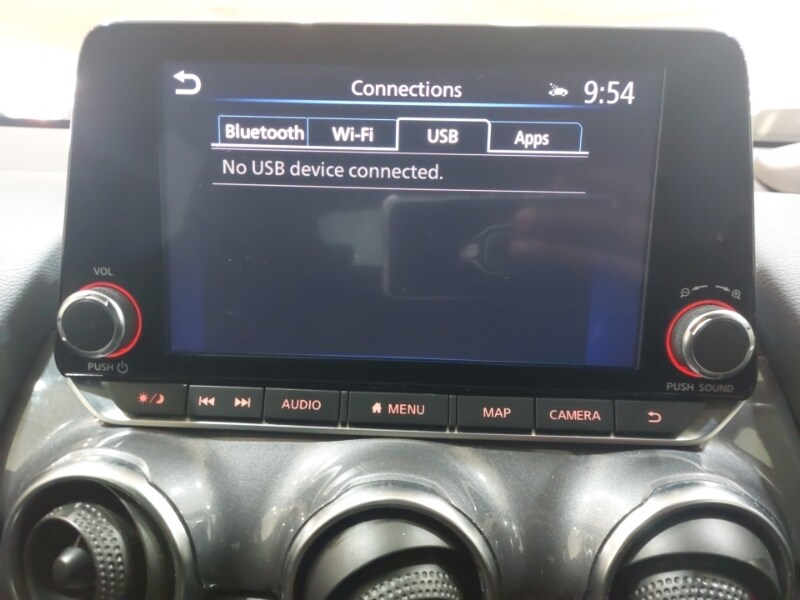 Connections
9:54
Bluetooth Wi-Fi USB Apps
No USB device connected.
VOL
PUSH
PUSH SOUND
AUDIO MENU MAP CAMERA